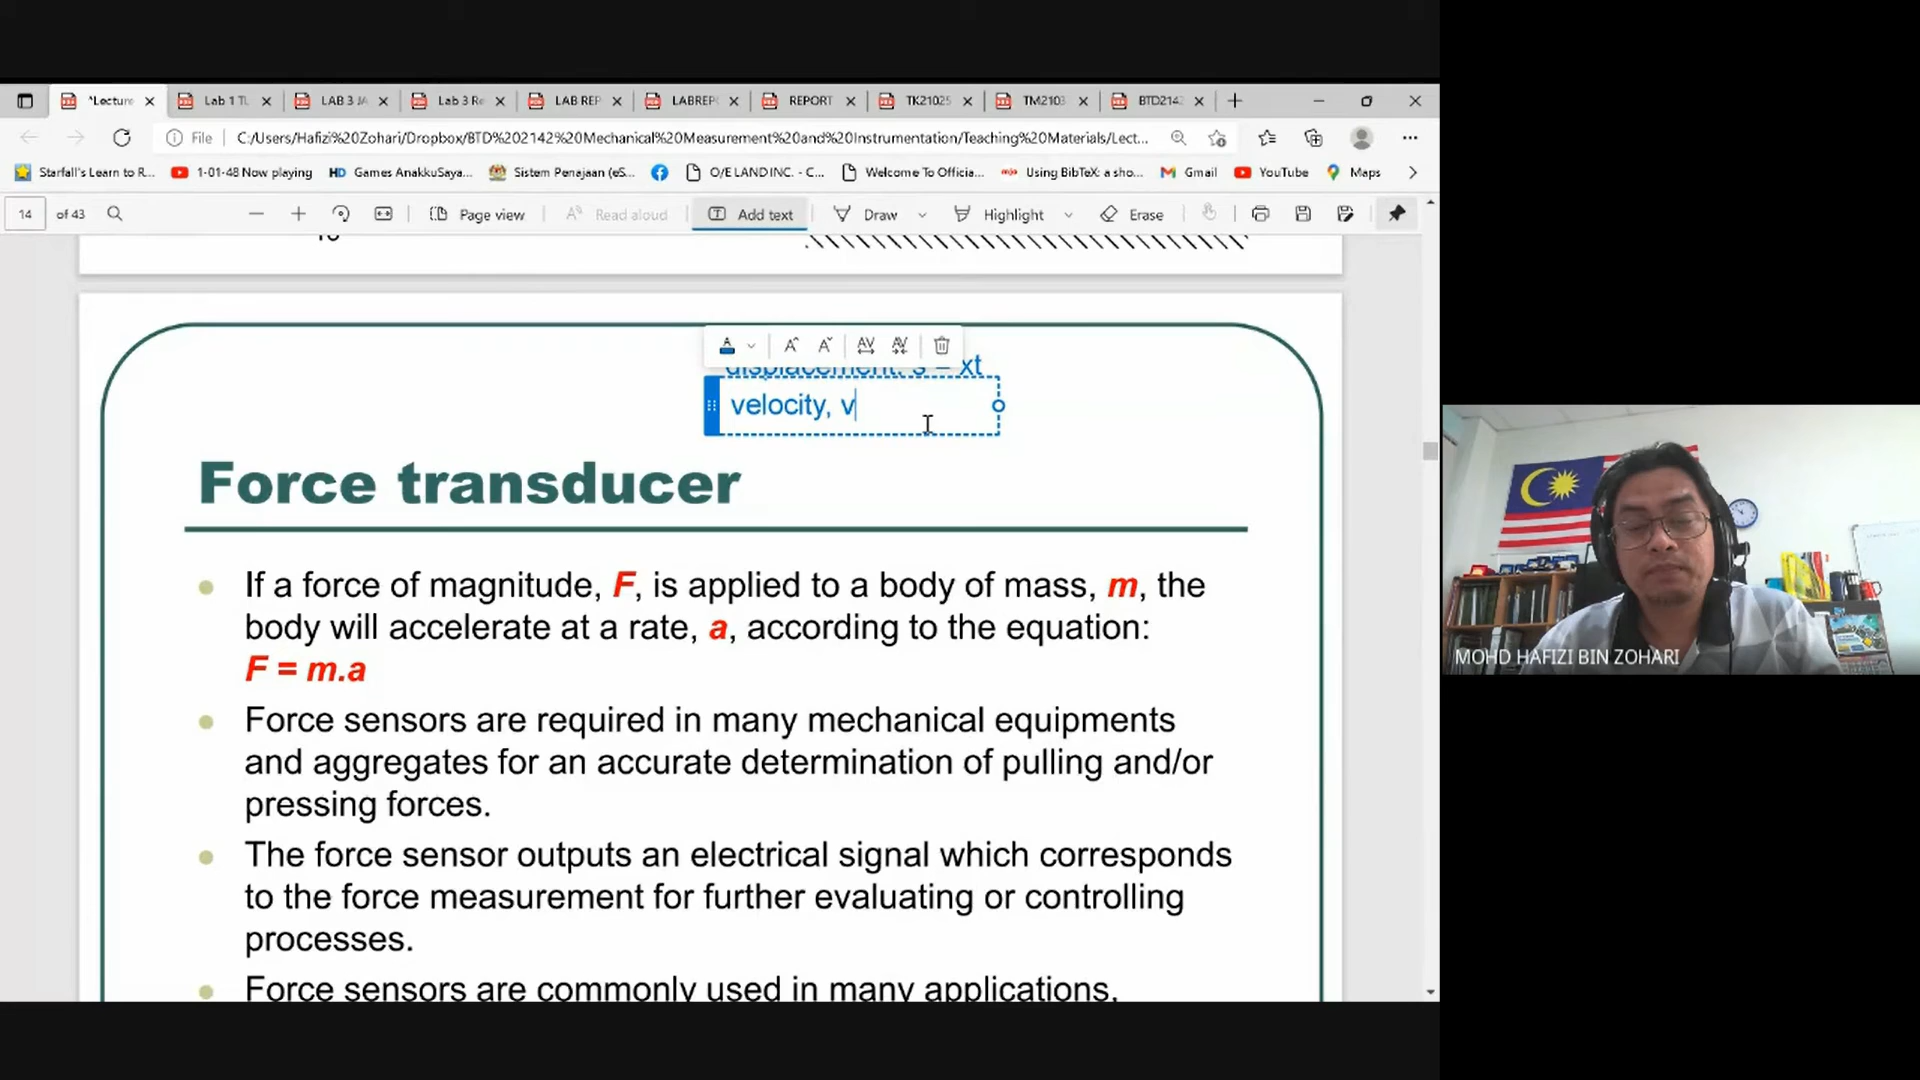 *Lecture
Lab 1 TL
LAB 3 JA
Lab 3 Re
LAB REP
LABREP
REPORT
TK21025
TM2103
BTD214
File
C:/Users/Hafizi%20Zohari/Dropbox/BTD%202142%20Mechanical%20Measurement%20and%20Instrumentation/Teaching%20Materials/Lect...
Starfall's Learn to R...
1-01-48 Now playing
HD Games AnakkuSaya...
Sistem Penajaan (eS...
O/E LAND INC. - C...
Welcome To Officia...
Using BibTeX: a sho...
Gmail
YouTube
Maps
14 of 43
Page view
Read aloud
Add text
Draw
Highlight
Erase
displacement. s = xt
velocity, v
Force transducer
If a force of magnitude, F, is applied to a body of mass, m, the
body will accelerate at a rate, a, according to the equation:
F = m.a
Force sensors are required in many mechanical equipments
and aggregates for an accurate determination of pulling and/or
pressing forces.
The force sensor outputs an electrical signal which corresponds
to the force measurement for further evaluating or controlling
processes.
Force sensors are commonly used in many applications,
MOHD HAFIZI BIN ZOHARI